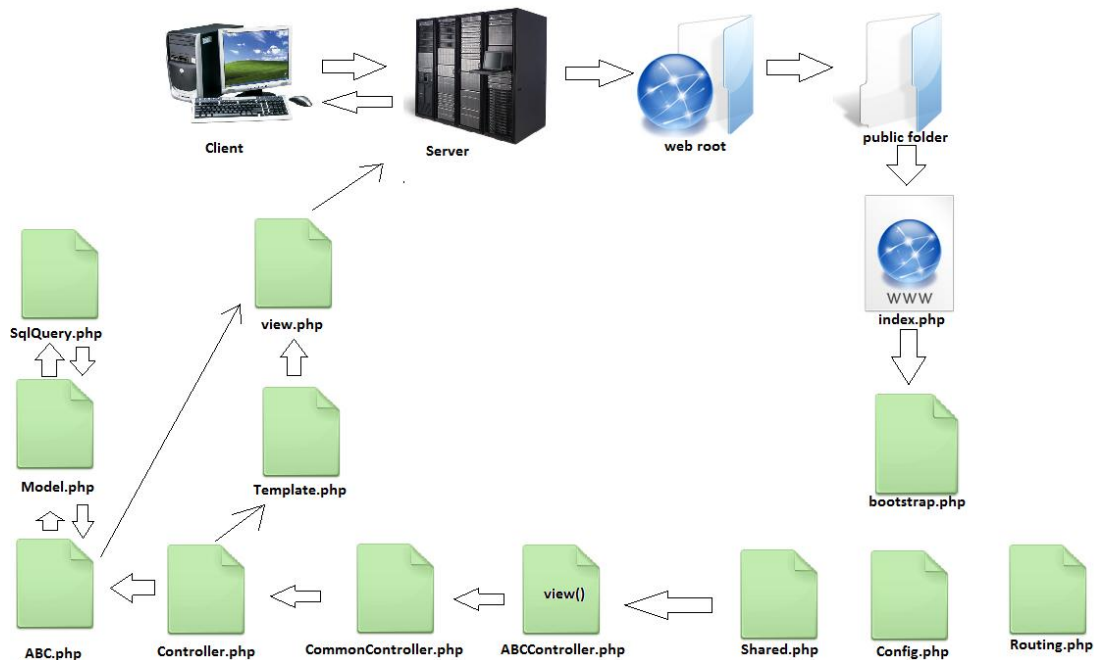 Client
Server
web root
public folder
WWW
index.php
SqlQuery.php
view.php
Model.php
Template.php
bootstrap.php
view()
ABC.php
Controller.php
CommonController.php
ABCController.php
Shared.php
Config.php
Routing.php